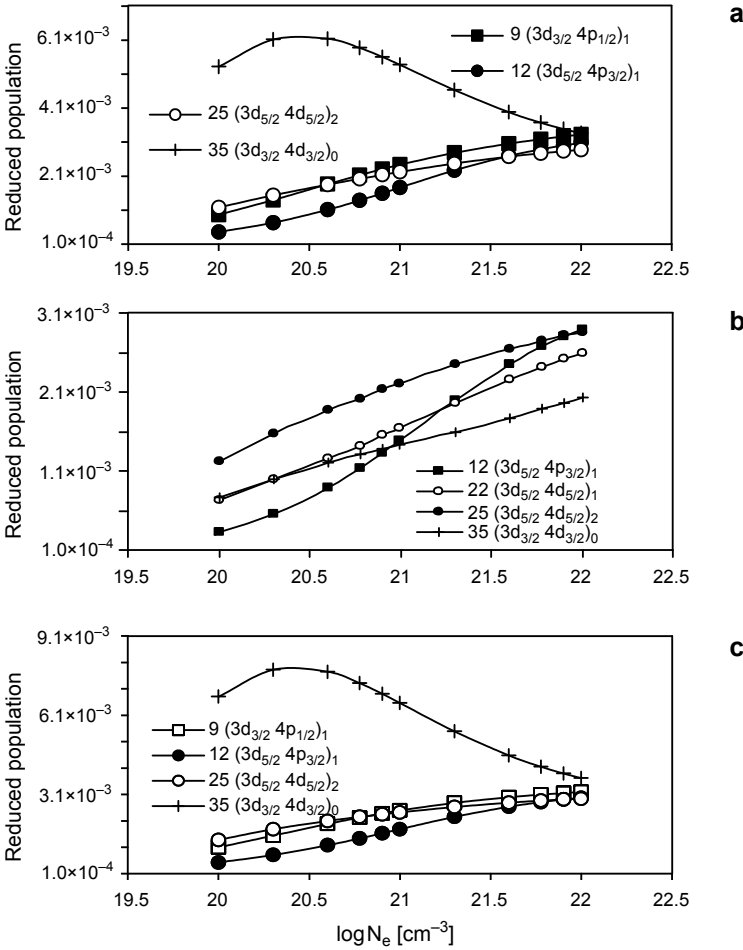 a
Reduced population
6.1×10⁻³
4.1×10⁻³
2.1×10⁻³
1.0×10⁻⁴
9 (3d₃/₂ 4p₁/₂)₁
12 (3d₅/₂ 4p₃/₂)₁
25 (3d₅/₂ 4d₅/₂)₂
35 (3d₃/₂ 4d₃/₂)₀
19.5 20 20.5 21 21.5 22 22.5
b
Reduced population
3.1×10⁻³
2.1×10⁻³
1.1×10⁻³
1.0×10⁻⁴
12 (3d₅/₂ 4p₃/₂)₁
22 (3d₅/₂ 4d₅/₂)₁
25 (3d₅/₂ 4d₅/₂)₂
35 (3d₃/₂ 4d₃/₂)₀
19.5 20 20.5 21 21.5 22 22.5
c
Reduced population
9.1×10⁻³
6.1×10⁻³
3.1×10⁻³
1.0×10⁻⁴
9 (3d₃/₂ 4p₁/₂)₁
12 (3d₅/₂ 4p₃/₂)₁
25 (3d₅/₂ 4d₅/₂)₂
35 (3d₃/₂ 4d₃/₂)₀
19.5 20 20.5 21 21.5 22 22.5
logNₑ [cm⁻³]